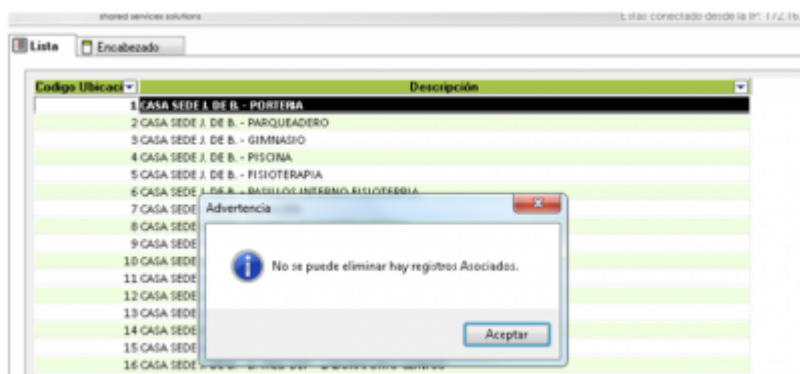 shared services solutions
Estas conectado desde la IP: 172.16
Lista
Encabezado
Codigo Ubicaci
Descripción
1 CASA SEDE J. DE B. - PORTERIA
2 CASA SEDE J. DE B. - PARQUEADERO
3 CASA SEDE J. DE B. - GIMNASIO
4 CASA SEDE J. DE B. - PISCINA
5 CASA SEDE J. DE B. - FISIOTERAPIA
6 CASA SEDE J. DE B. - PASILLOS INTERNO
7 CASA SEDE
Advertencia
8 CASA SEDE
9 CASA SEDE
10 CASA SEDE
No se puede eliminar hay registros Asociados.
11 CASA SEDE
12 CASA SEDE
13 CASA SEDE
14 CASA SEDE
Aceptar
15 CASA SEDE
16 CASA SEDE